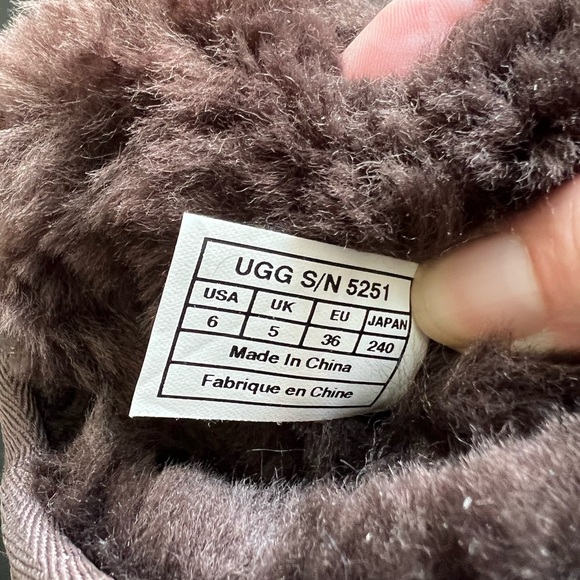 UGG S/N 5251
USA UK EU JAPAN
6 5 36 240
Made In China
Fabrique en Chine